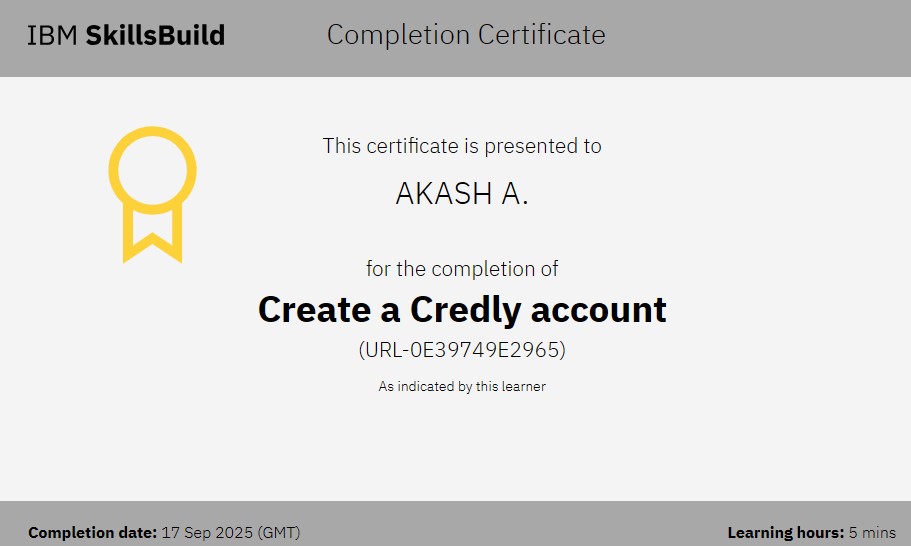 IBM SkillsBuild
Completion Certificate
This certificate is presented to
AKASH A.
for the completion of
Create a Credly account
(URL-0E39749E2965)
As indicated by this learner
Completion date: 17 Sep 2025 (GMT)
Learning hours: 5 mins